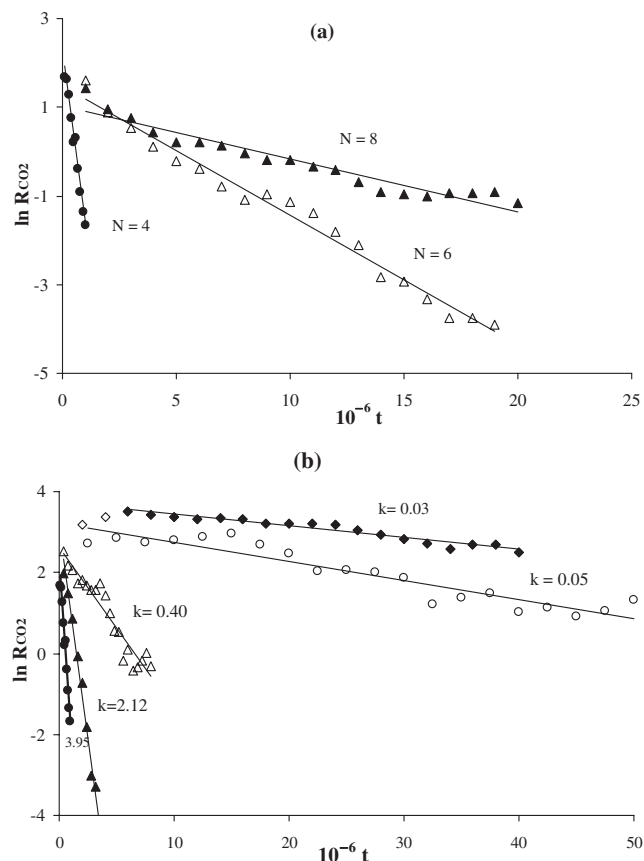 (a)
3
1
-1
-3
-5
ln RCO2
N = 8
N = 4
N = 6
0
5
10
15
20
25
10⁻⁶ t
(b)
4
2
0
-2
-4
ln RCO2
k= 0.03
k = 0.05
k = 0.40
k=2.12
3.95
0
10
20
30
40
50
10⁻⁶ t